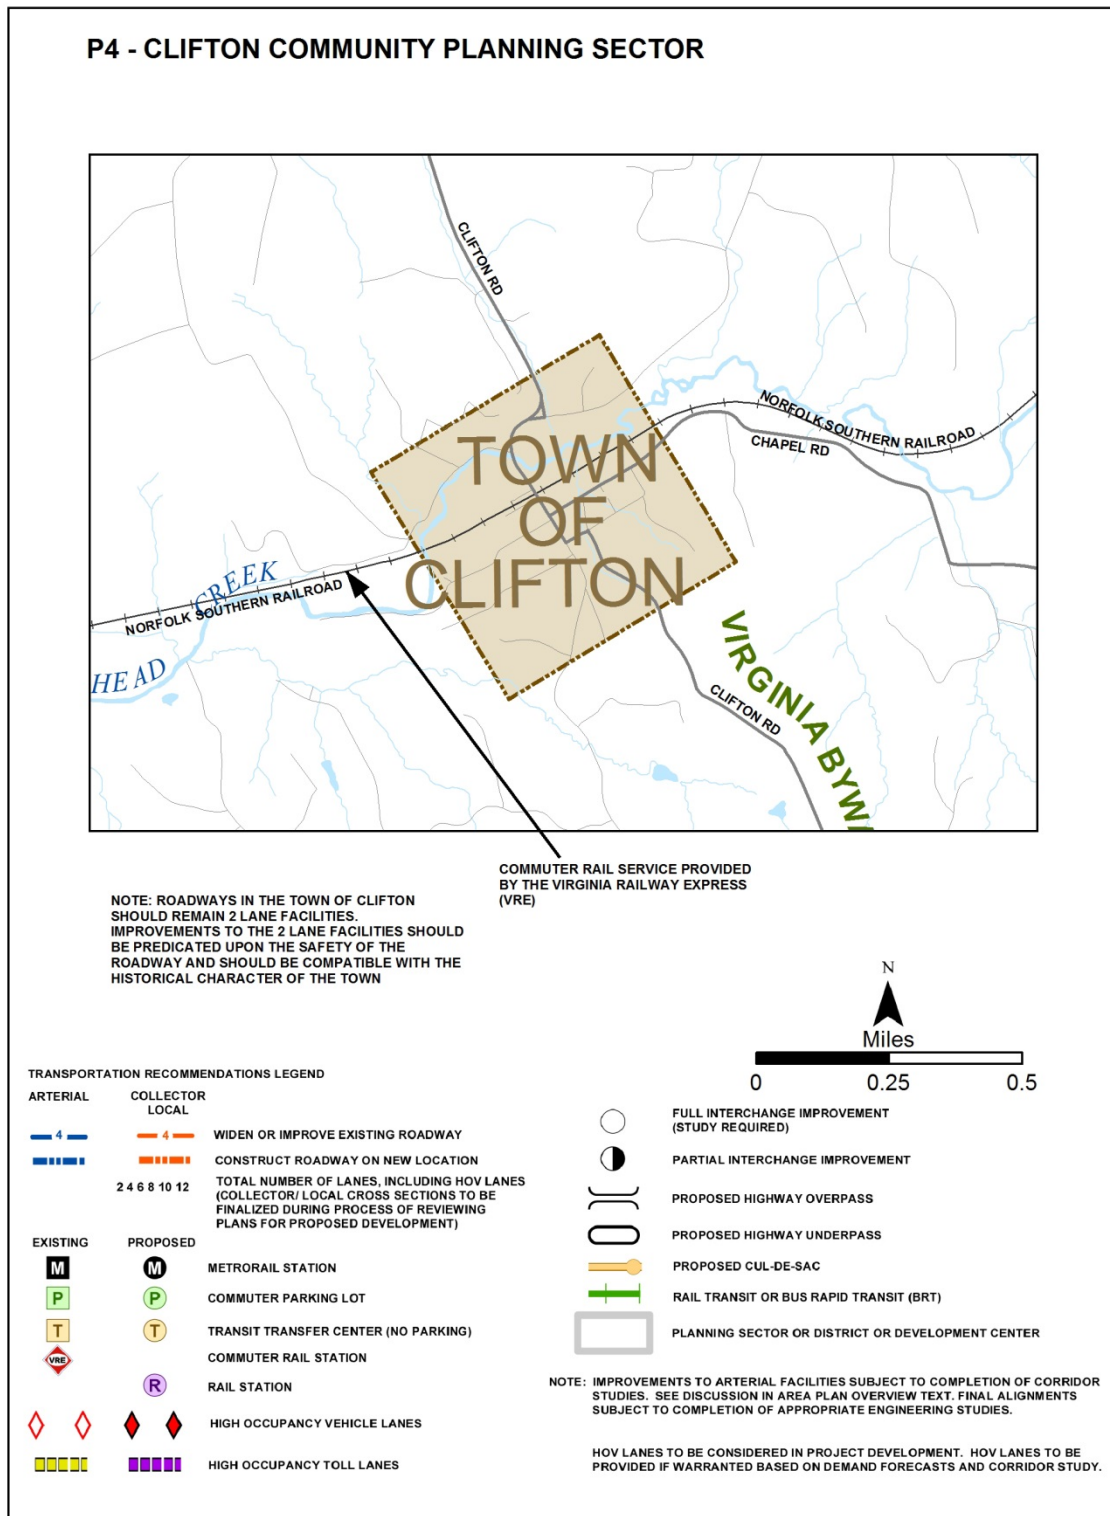 P4 - CLIFTON COMMUNITY PLANNING SECTOR
CLIFTON RD
NORFOLK SOUTHERN RAILROAD
CHAPEL RD
TOWN
OF
CLIFTON
CREEK
NORFOLK SOUTHERN RAILROAD
HEAD
CLIFTON RD
VIRGINIA BYW
COMMUTER RAIL SERVICE PROVIDED
BY THE VIRGINIA RAILWAY EXPRESS
(VRE)
NOTE: ROADWAYS IN THE TOWN OF CLIFTON
SHOULD REMAIN 2 LANE FACILITIES.
IMPROVEMENTS TO THE 2 LANE FACILITIES SHOULD
BE PREDICATED UPON THE SAFETY OF THE
ROADWAY AND SHOULD BE COMPATIBLE WITH THE
HISTORICAL CHARACTER OF THE TOWN
N
Miles
0 0.25 0.5
TRANSPORTATION RECOMMENDATIONS LEGEND
ARTERIAL COLLECTOR
LOCAL
4 4 WIDEN OR IMPROVE EXISTING ROADWAY
CONSTRUCT ROADWAY ON NEW LOCATION
2 4 6 8 10 12 TOTAL NUMBER OF LANES, INCLUDING HOV LANES
(COLLECTOR/ LOCAL CROSS SECTIONS TO BE
FINALIZED DURING PROCESS OF REVIEWING
PLANS FOR PROPOSED DEVELOPMENT)
EXISTING PROPOSED
M M METRORAIL STATION
P P COMMUTER PARKING LOT
T T TRANSIT TRANSFER CENTER (NO PARKING)
VRE COMMUTER RAIL STATION
R RAIL STATION
HIGH OCCUPANCY VEHICLE LANES
HIGH OCCUPANCY TOLL LANES
FULL INTERCHANGE IMPROVEMENT
(STUDY REQUIRED)
PARTIAL INTERCHANGE IMPROVEMENT
PROPOSED HIGHWAY OVERPASS
PROPOSED HIGHWAY UNDERPASS
PROPOSED CUL-DE-SAC
RAIL TRANSIT OR BUS RAPID TRANSIT (BRT)
PLANNING SECTOR OR DISTRICT OR DEVELOPMENT CENTER
NOTE: IMPROVEMENTS TO ARTERIAL FACILITIES SUBJECT TO COMPLETION OF CORRIDOR
STUDIES. SEE DISCUSSION IN AREA PLAN OVERVIEW TEXT. FINAL ALIGNMENTS
SUBJECT TO COMPLETION OF APPROPRIATE ENGINEERING STUDIES.
HOV LANES TO BE CONSIDERED IN PROJECT DEVELOPMENT. HOV LANES TO BE
PROVIDED IF WARRANTED BASED ON DEMAND FORECASTS AND CORRIDOR STUDY.